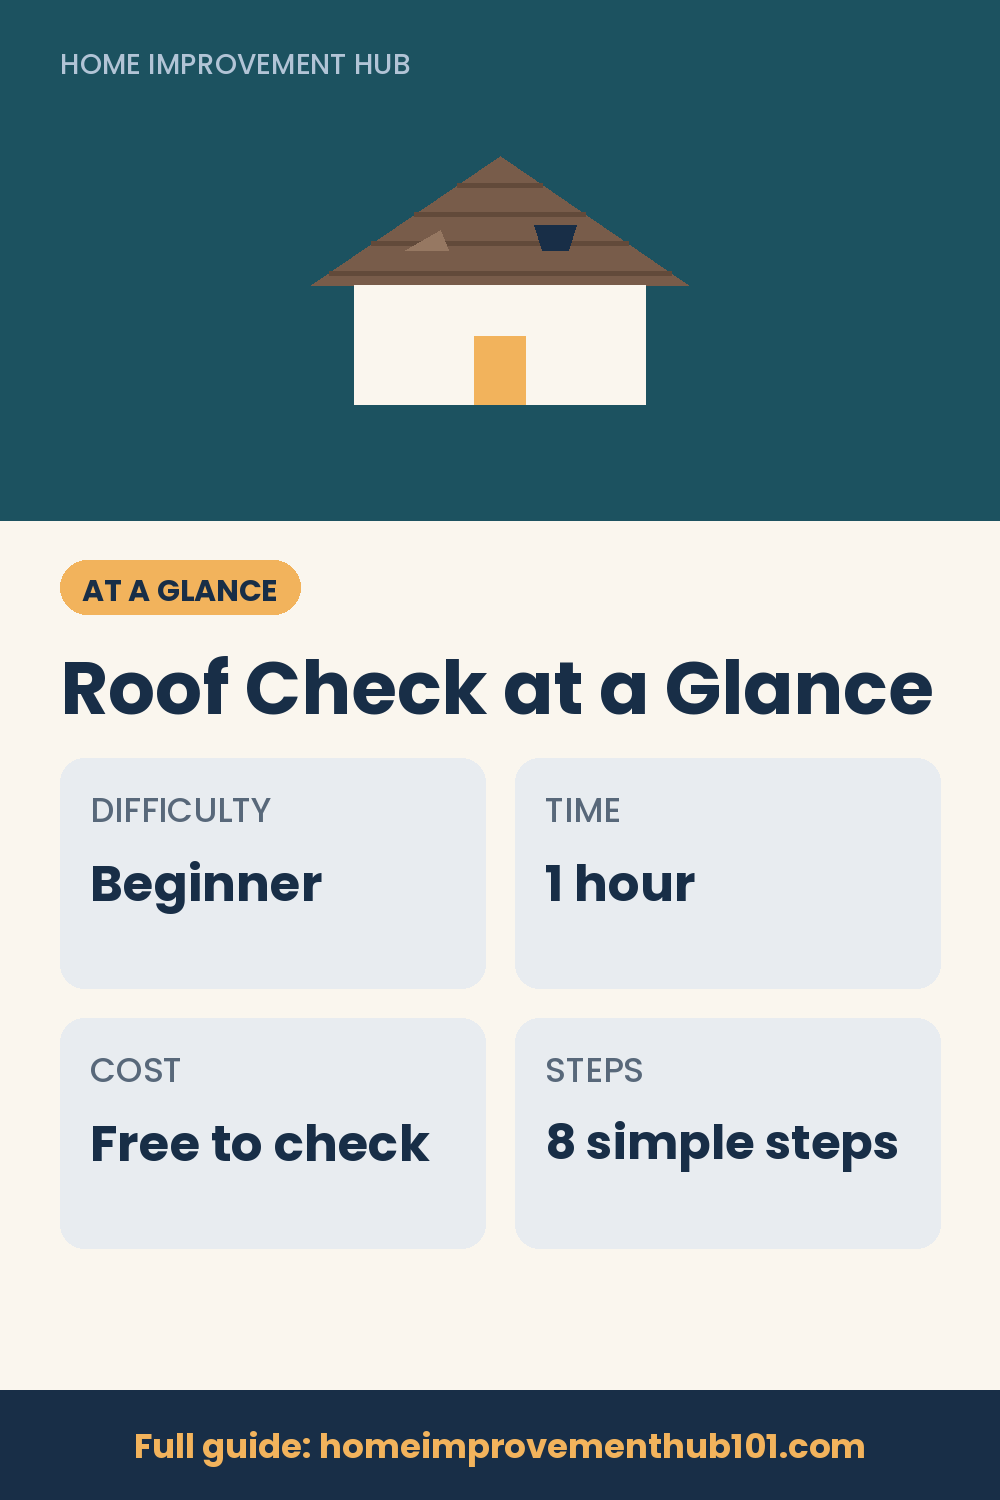 HOME IMPROVEMENT HUB
AT A GLANCE
Roof Check at a Glance
DIFFICULTY
Beginner
TIME
1 hour
COST
Free to check
STEPS
8 simple steps
Full guide: homeimprovementhub101.com